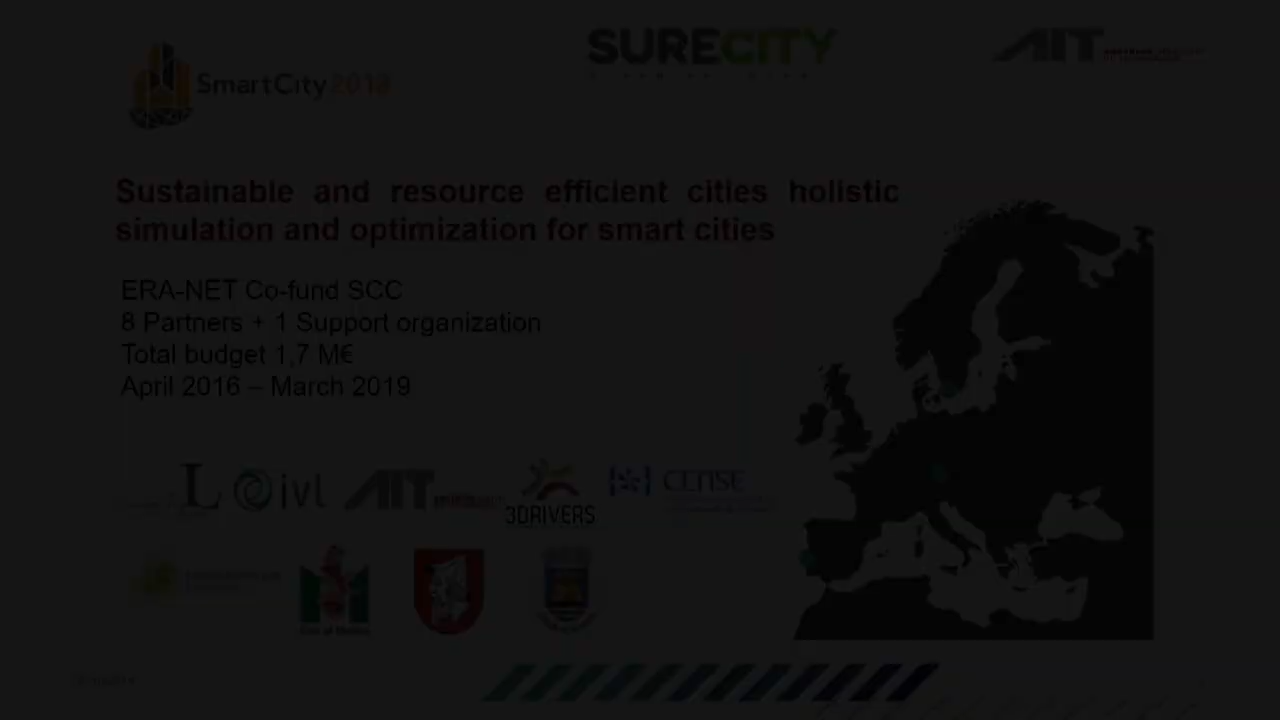 SmartCity 2018
SURECITY
AIT
Sustainable and resource efficient cities holistic
simulation and optimization for smart cities
ERA-NET Co-fund SCC
8 Partners + 1 Support organization
Total budget 1,7 M€
April 2016 – March 2019
L ivl AIT 3DRIVERS CENSE